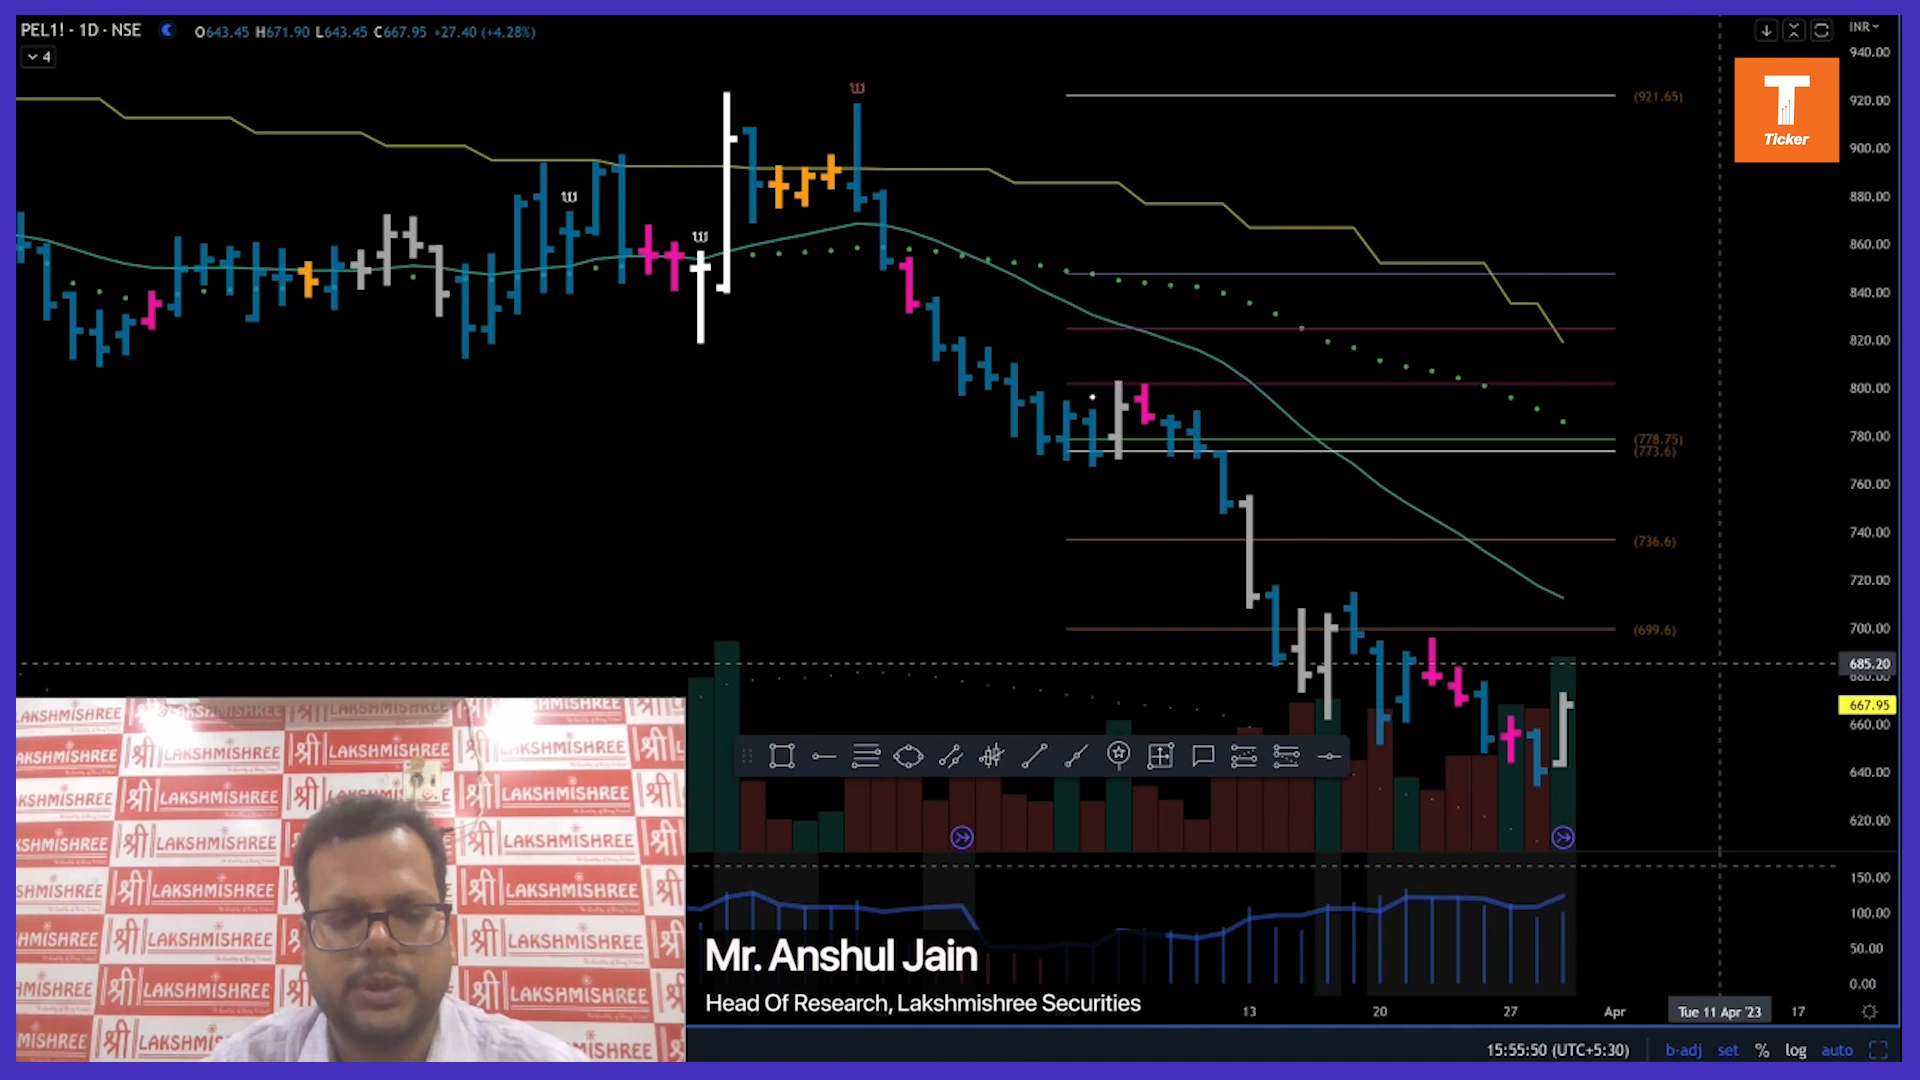 PEL1! · 1D · NSE
O643.45 H671.90 L643.45 C667.95 +27.40 (+4.28%)
4
INR
940.00
920.00
900.00
880.00
860.00
840.00
820.00
800.00
780.00
760.00
740.00
720.00
700.00
685.20
680.00
667.95
660.00
640.00
620.00
150.00
100.00
50.00
0.00
T
Ticker
(921.65)
(778.75)
(773.6)
(736.6)
(699.6)
श्री LAKSHMISHREE
Mr. Anshul Jain
Head Of Research, Lakshmishree Securities
13
20
27
Apr
Tue 11 Apr '23
17
15:55:50 (UTC+5:30)
b-adj set % log auto